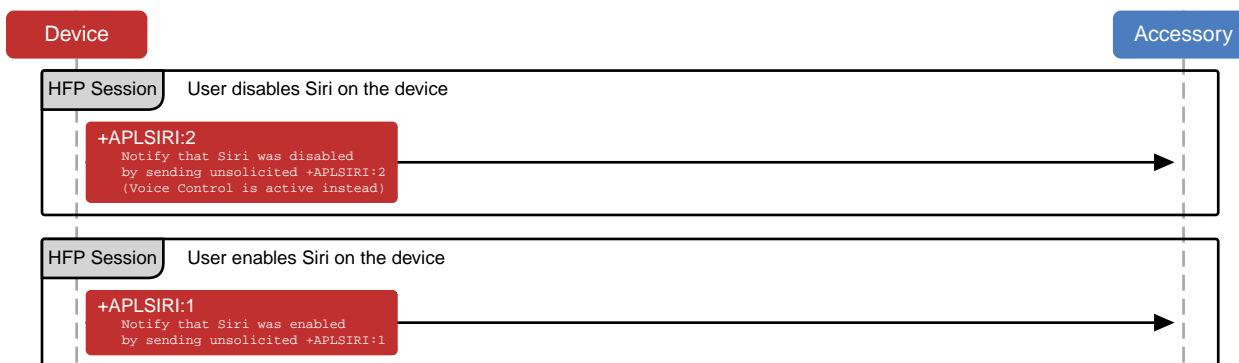 Device
Accessory
HFP Session
User disables Siri on the device
+APLSIRI:2
Notify that Siri was disabled
by sending unsolicited +APLSIRI:2
(Voice Control is active instead)
HFP Session
User enables Siri on the device
+APLSIRI:1
Notify that Siri was enabled
by sending unsolicited +APLSIRI:1